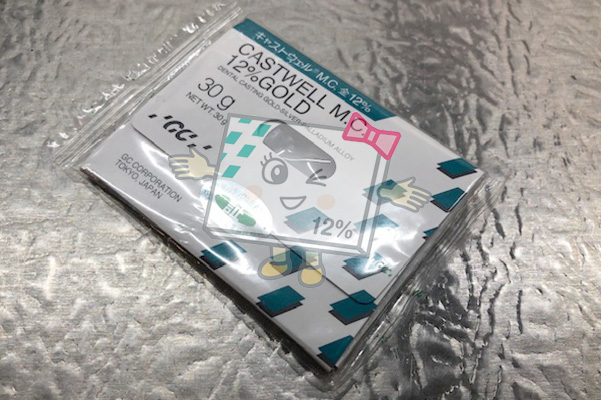 キャストウェル® M.C. 金12%
CASTWELL M.C.
12%GOLD
DENTAL CASTING GOLD-SILVER-PALLADIUM ALLOY
30 g
NET WT. 30 g
GC
GC CORPORATION
TOKYO, JAPAN
12%